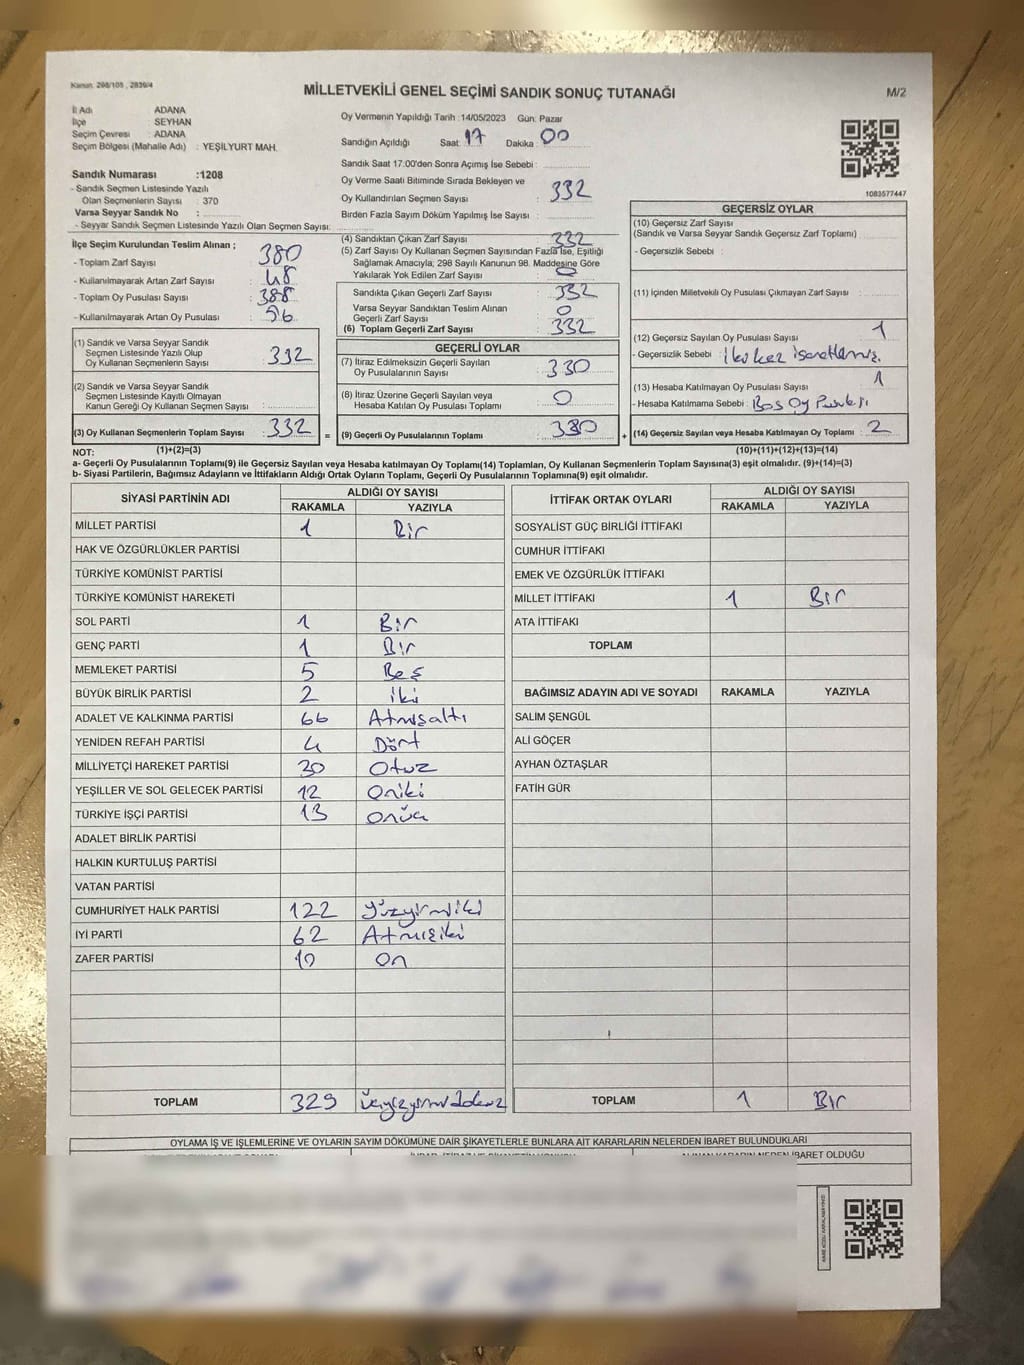 Kanun: 298/105 , 2839/4
MİLLETVEKİLİ GENEL SEÇİMİ SANDIK SONUÇ TUTANAĞI
M/2
İl Adı ADANA
İlçe SEYHAN
Seçim Çevresi : ADANA
Seçim Bölgesi (Mahalle Adı) : YEŞİLYURT MAH.
Sandık Numarası :1208
- Sandık Seçmen Listesinde Yazılı
Olan Seçmenlerin Sayısı : 370
Varsa Seyyar Sandık No :
- Seyyar Sandık Seçmen Listesinde Yazılı Olan Seçmen Sayısı:
Oy Vermenin Yapıldığı Tarih :14/05/2023 Gün: Pazar
Sandığın Açıldığı Saat 17 Dakika 00
Sandık Saat 17:00'den Sonra Açımış İse Sebebi :
Oy Verme Saati Bitiminde Sırada Bekleyen ve
Oy Kullandırılan Seçmen Sayısı : 332
Birden Fazla Sayım Döküm Yapılmış İse Sayısı :
1083577447
İlçe Seçim Kurulundan Teslim Alınan ;
- Toplam Zarf Sayısı : 380
- Kullanılmayarak Artan Zarf Sayısı : 48
- Toplam Oy Pusulası Sayısı : 388
- Kullanılmayarak Artan Oy Pusulası : 56
(1) Sandık ve Varsa Seyyar Sandık
Seçmen Listesinde Yazılı Olup
Oy Kullanan Seçmenlerin Sayısı : 332
(2) Sandık ve Varsa Seyyar Sandık
Seçmen Listesinde Kayıtlı Olmayan
Kanun Gereği Oy Kullanan Seçmen Sayısı :
(3) Oy Kullanan Seçmenlerin Toplam Sayısı : 332
(4) Sandıktan Çıkan Zarf Sayısı : 332
(5) Zarf Sayısı Oy Kullanan Seçmen Sayısından Fazla İse, Eşitliği
Sağlamak Amacıyla; 298 Sayılı Kanunun 98. Maddesine Göre
Yakılarak Yok Edilen Zarf Sayısı : 0
Sandıkta Çıkan Geçerli Zarf Sayısı : 332
Varsa Seyyar Sandıktan Teslim Alınan
Geçerli Zarf Sayısı : 0
(6) Toplam Geçerli Zarf Sayısı : 332
GEÇERLİ OYLAR
(7) İtiraz Edilmeksizin Geçerli Sayılan
Oy Pusulalarının Sayısı : 330
(8) İtiraz Üzerine Geçerli Sayılan veya
Hesaba Katılan Oy Pusulası Toplamı : 0
= (9) Geçerli Oy Pusulalarının Toplamı : 330
GEÇERSİZ OYLAR
(10) Geçersiz Zarf Sayısı
(Sandık ve Varsa Seyyar Sandık Geçersiz Zarf Toplamı) :
- Geçersizlik Sebebi :
(11) İçinden Milletvekili Oy Pusulası Çıkmayan Zarf Sayısı :
(12) Geçersiz Sayılan Oy Pusulası Sayısı : 1
- Geçersizlik Sebebi : iki kez işaretlenmiş.
(13) Hesaba Katılmayan Oy Pusulası Sayısı : 1
- Hesaba Katılmama Sebebi : Boş Oy Pusulası
+ (14) Geçersiz Sayılan veya Hesaba Katılmayan Oy Toplamı : 2
NOT: (1)+(2)=(3) (10)+(11)+(12)+(13)=(14)
a- Geçerli Oy Pusulalarının Toplamı(9) ile Geçersiz Sayılan veya Hesaba katılmayan Oy Toplamı(14) Toplamları, Oy Kullanan Seçmenlerin Toplam Sayısına(3) eşit olmalıdır. (9)+(14)=(3)
b- Siyasi Partilerin, Bağımsız Adayların ve İttifakların Aldığı Ortak Oyların Toplamı, Geçerli Oy Pusulalarının Toplamına(9) eşit olmalıdır.
SİYASİ PARTİNİN ADI ALDIĞI OY SAYISI
RAKAMLA YAZIYLA
MİLLET PARTİSİ 1 Bir
HAK VE ÖZGÜRLÜKLER PARTİSİ
TÜRKİYE KOMÜNİST PARTİSİ
TÜRKİYE KOMÜNİST HAREKETİ
SOL PARTİ 1 Bir
GENÇ PARTİ 1 Bir
MEMLEKET PARTİSİ 5 Beş
BÜYÜK BİRLİK PARTİSİ 2 iki
ADALET VE KALKINMA PARTİSİ 66 Atmışaltı
YENİDEN REFAH PARTİSİ 4 Dört
MİLLİYETÇİ HAREKET PARTİSİ 30 Otuz
YEŞİLLER VE SOL GELECEK PARTİSİ 12 Oniki
TÜRKİYE İŞÇİ PARTİSİ 13 onüç
ADALET BİRLİK PARTİSİ
HALKIN KURTULUŞ PARTİSİ
VATAN PARTİSİ
CUMHURİYET HALK PARTİSİ 122 yüzyirmiiki
İYİ PARTİ 62 Atmışiki
ZAFER PARTİSİ 10 on
TOPLAM 329
İTTİFAK ORTAK OYLARI ALDIĞI OY SAYISI
RAKAMLA YAZIYLA
SOSYALİST GÜÇ BİRLİĞİ İTTİFAKI
CUMHUR İTTİFAKI
EMEK VE ÖZGÜRLÜK İTTİFAKI
MİLLET İTTİFAKI 1 Bir
ATA İTTİFAKI
TOPLAM
BAĞIMSIZ ADAYIN ADI VE SOYADI RAKAMLA YAZIYLA
SALİM ŞENGÜL
ALİ GÖÇER
AYHAN ÖZTAŞLAR
FATİH GÜR
TOPLAM 1 Bir
OYLAMA İŞ VE İŞLEMLERİNE VE OYLARIN SAYIM DÖKÜMÜNE DAİR ŞİKAYETLERLE BUNLARA AİT KARARLARIN NELERDEN İBARET BULUNDUKLARI
İBARET OLDUĞU